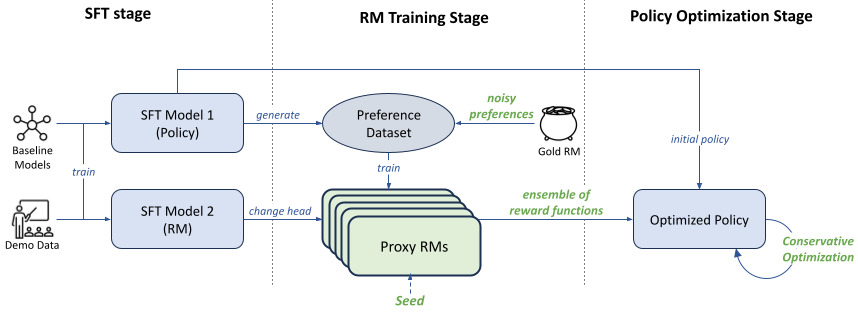 SFT stage
RM Training Stage
Policy Optimization Stage
Baseline
Models
train
Demo Data
SFT Model 1
(Policy)
SFT Model 2
(RM)
generate
change head
Preference
Dataset
noisy
preferences
Gold RM
train
Proxy RMs
Seed
ensemble of
reward functions
initial policy
Optimized Policy
Conservative
Optimization